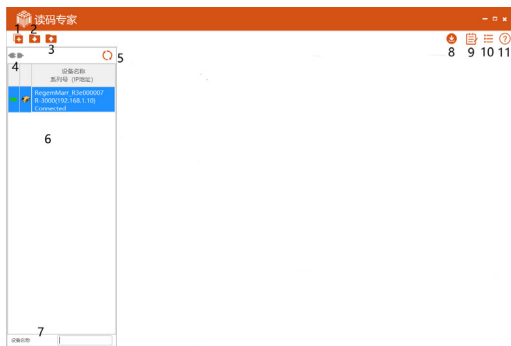 读码专家
1 2 3
8 9 10 11
4 5
设备名称
系列号（IP地址）
RegemMarr_R3e000007
R-3000(192.168.1.10)
Connected
6
7
设备名称